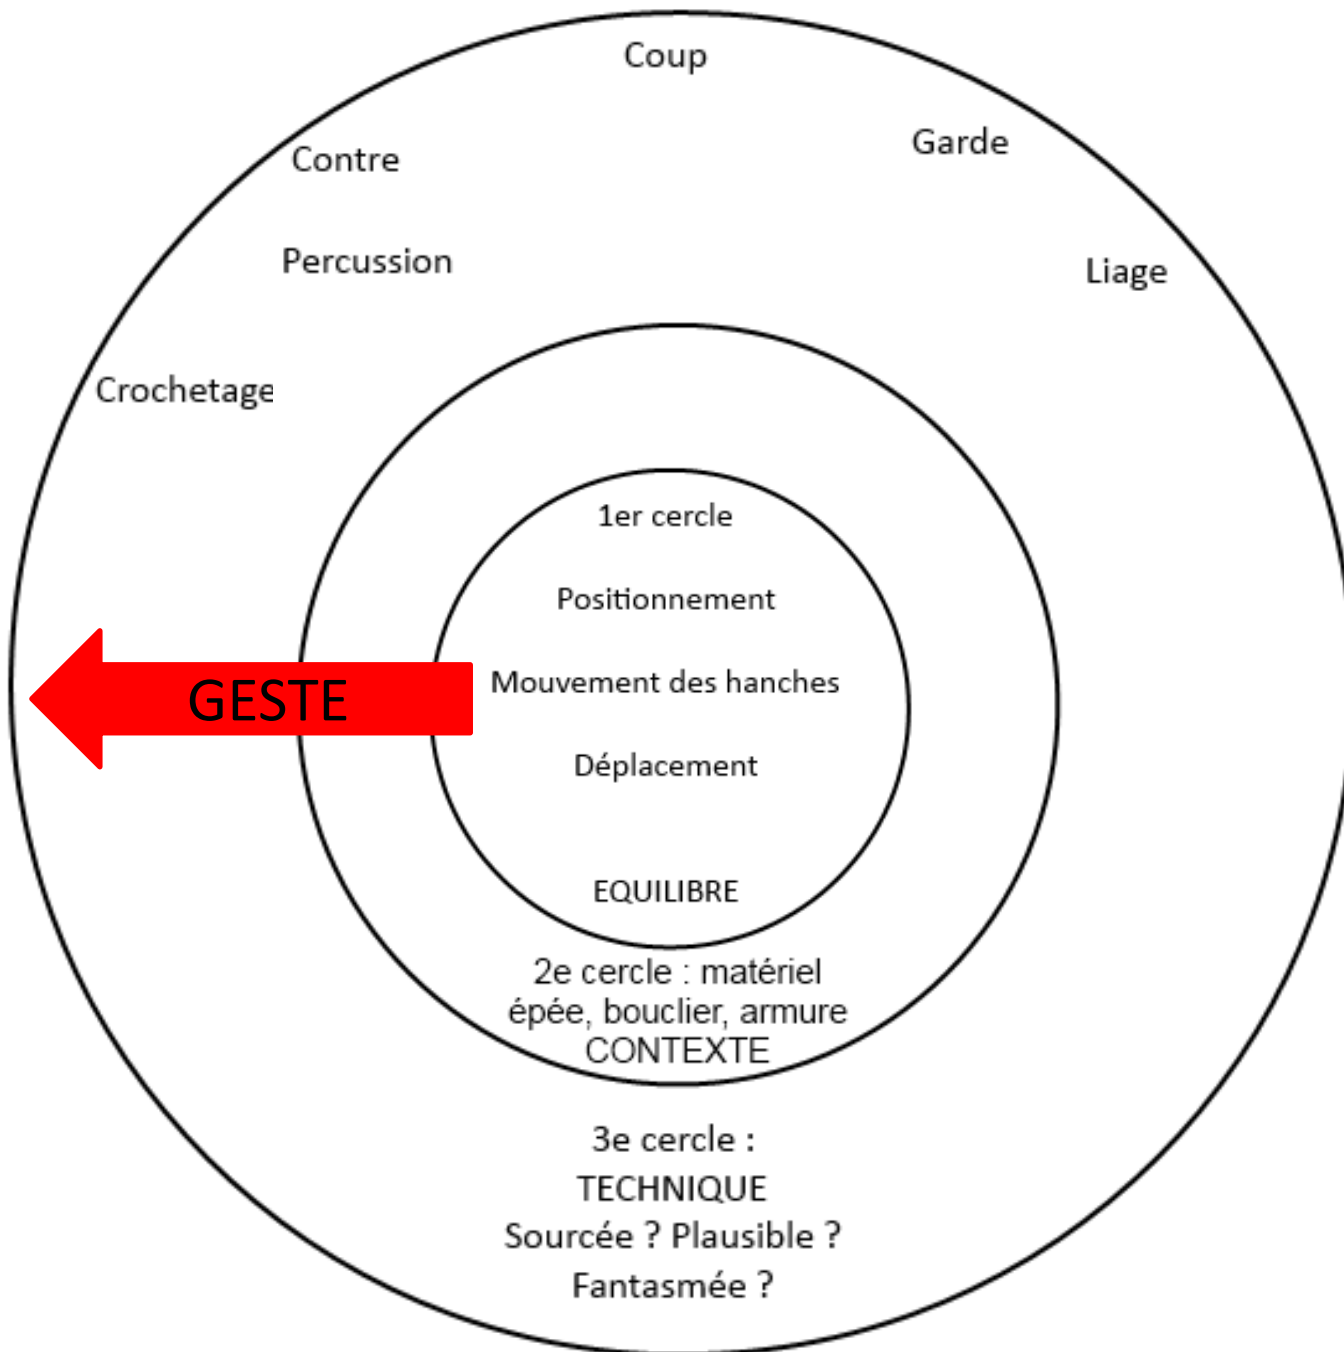 Coup
Garde
Contre
Percussion
Liage
Crochetage
1er cercle
Positionnement
Mouvement des hanches
GESTE
Déplacement
EQUILIBRE
2e cercle : matériel
épée, bouclier, armure
CONTEXTE
3e cercle :
TECHNIQUE
Sourcée ? Plausible ?
Fantasmée ?